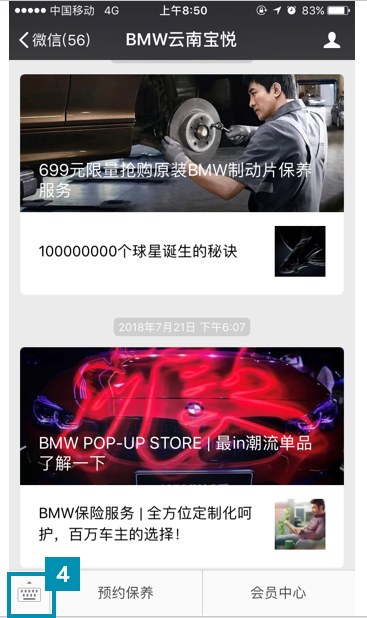 中国移动 4G 上午8:50 83%
微信(56) BMW云南宝悦
699元限量抢购原装BMW制动片保养
服务
100000000个球星诞生的秘诀
2018年7月21日 下午6:07
BMW POP-UP STORE | 最in潮流单品
了解一下
BMW保险服务 | 全方位定制化呵
护，百万车主的选择！
4
预约保养 会员中心